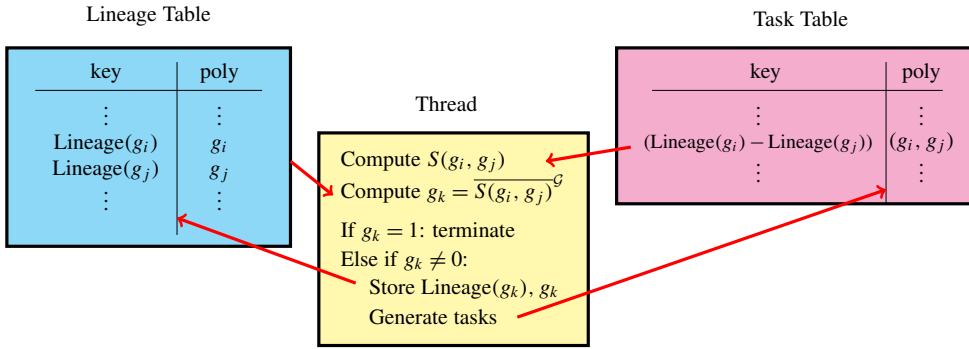 Lineage Table
key poly
⋮ ⋮
Lineage(g_i) g_i
Lineage(g_j) g_j
⋮ ⋮
Thread
Compute S(g_i, g_j)
Compute g_k = \overline{S(g_i, g_j)}^𝒢
If g_k = 1: terminate
Else if g_k ≠ 0:
Store Lineage(g_k), g_k
Generate tasks
Task Table
key poly
⋮ ⋮
(Lineage(g_i) − Lineage(g_j)) (g_i, g_j)
⋮ ⋮